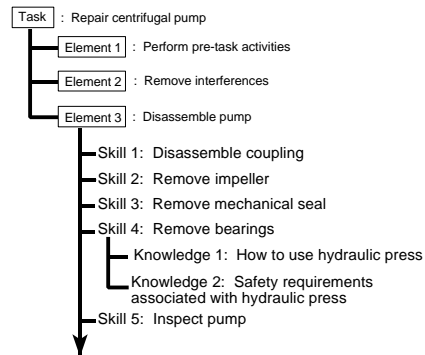 Task : Repair centrifugal pump
Element 1 : Perform pre-task activities
Element 2 : Remove interferences
Element 3 : Disassemble pump
Skill 1: Disassemble coupling
Skill 2: Remove impeller
Skill 3: Remove mechanical seal
Skill 4: Remove bearings
Knowledge 1: How to use hydraulic press
Knowledge 2: Safety requirements
associated with hydraulic press
Skill 5: Inspect pump